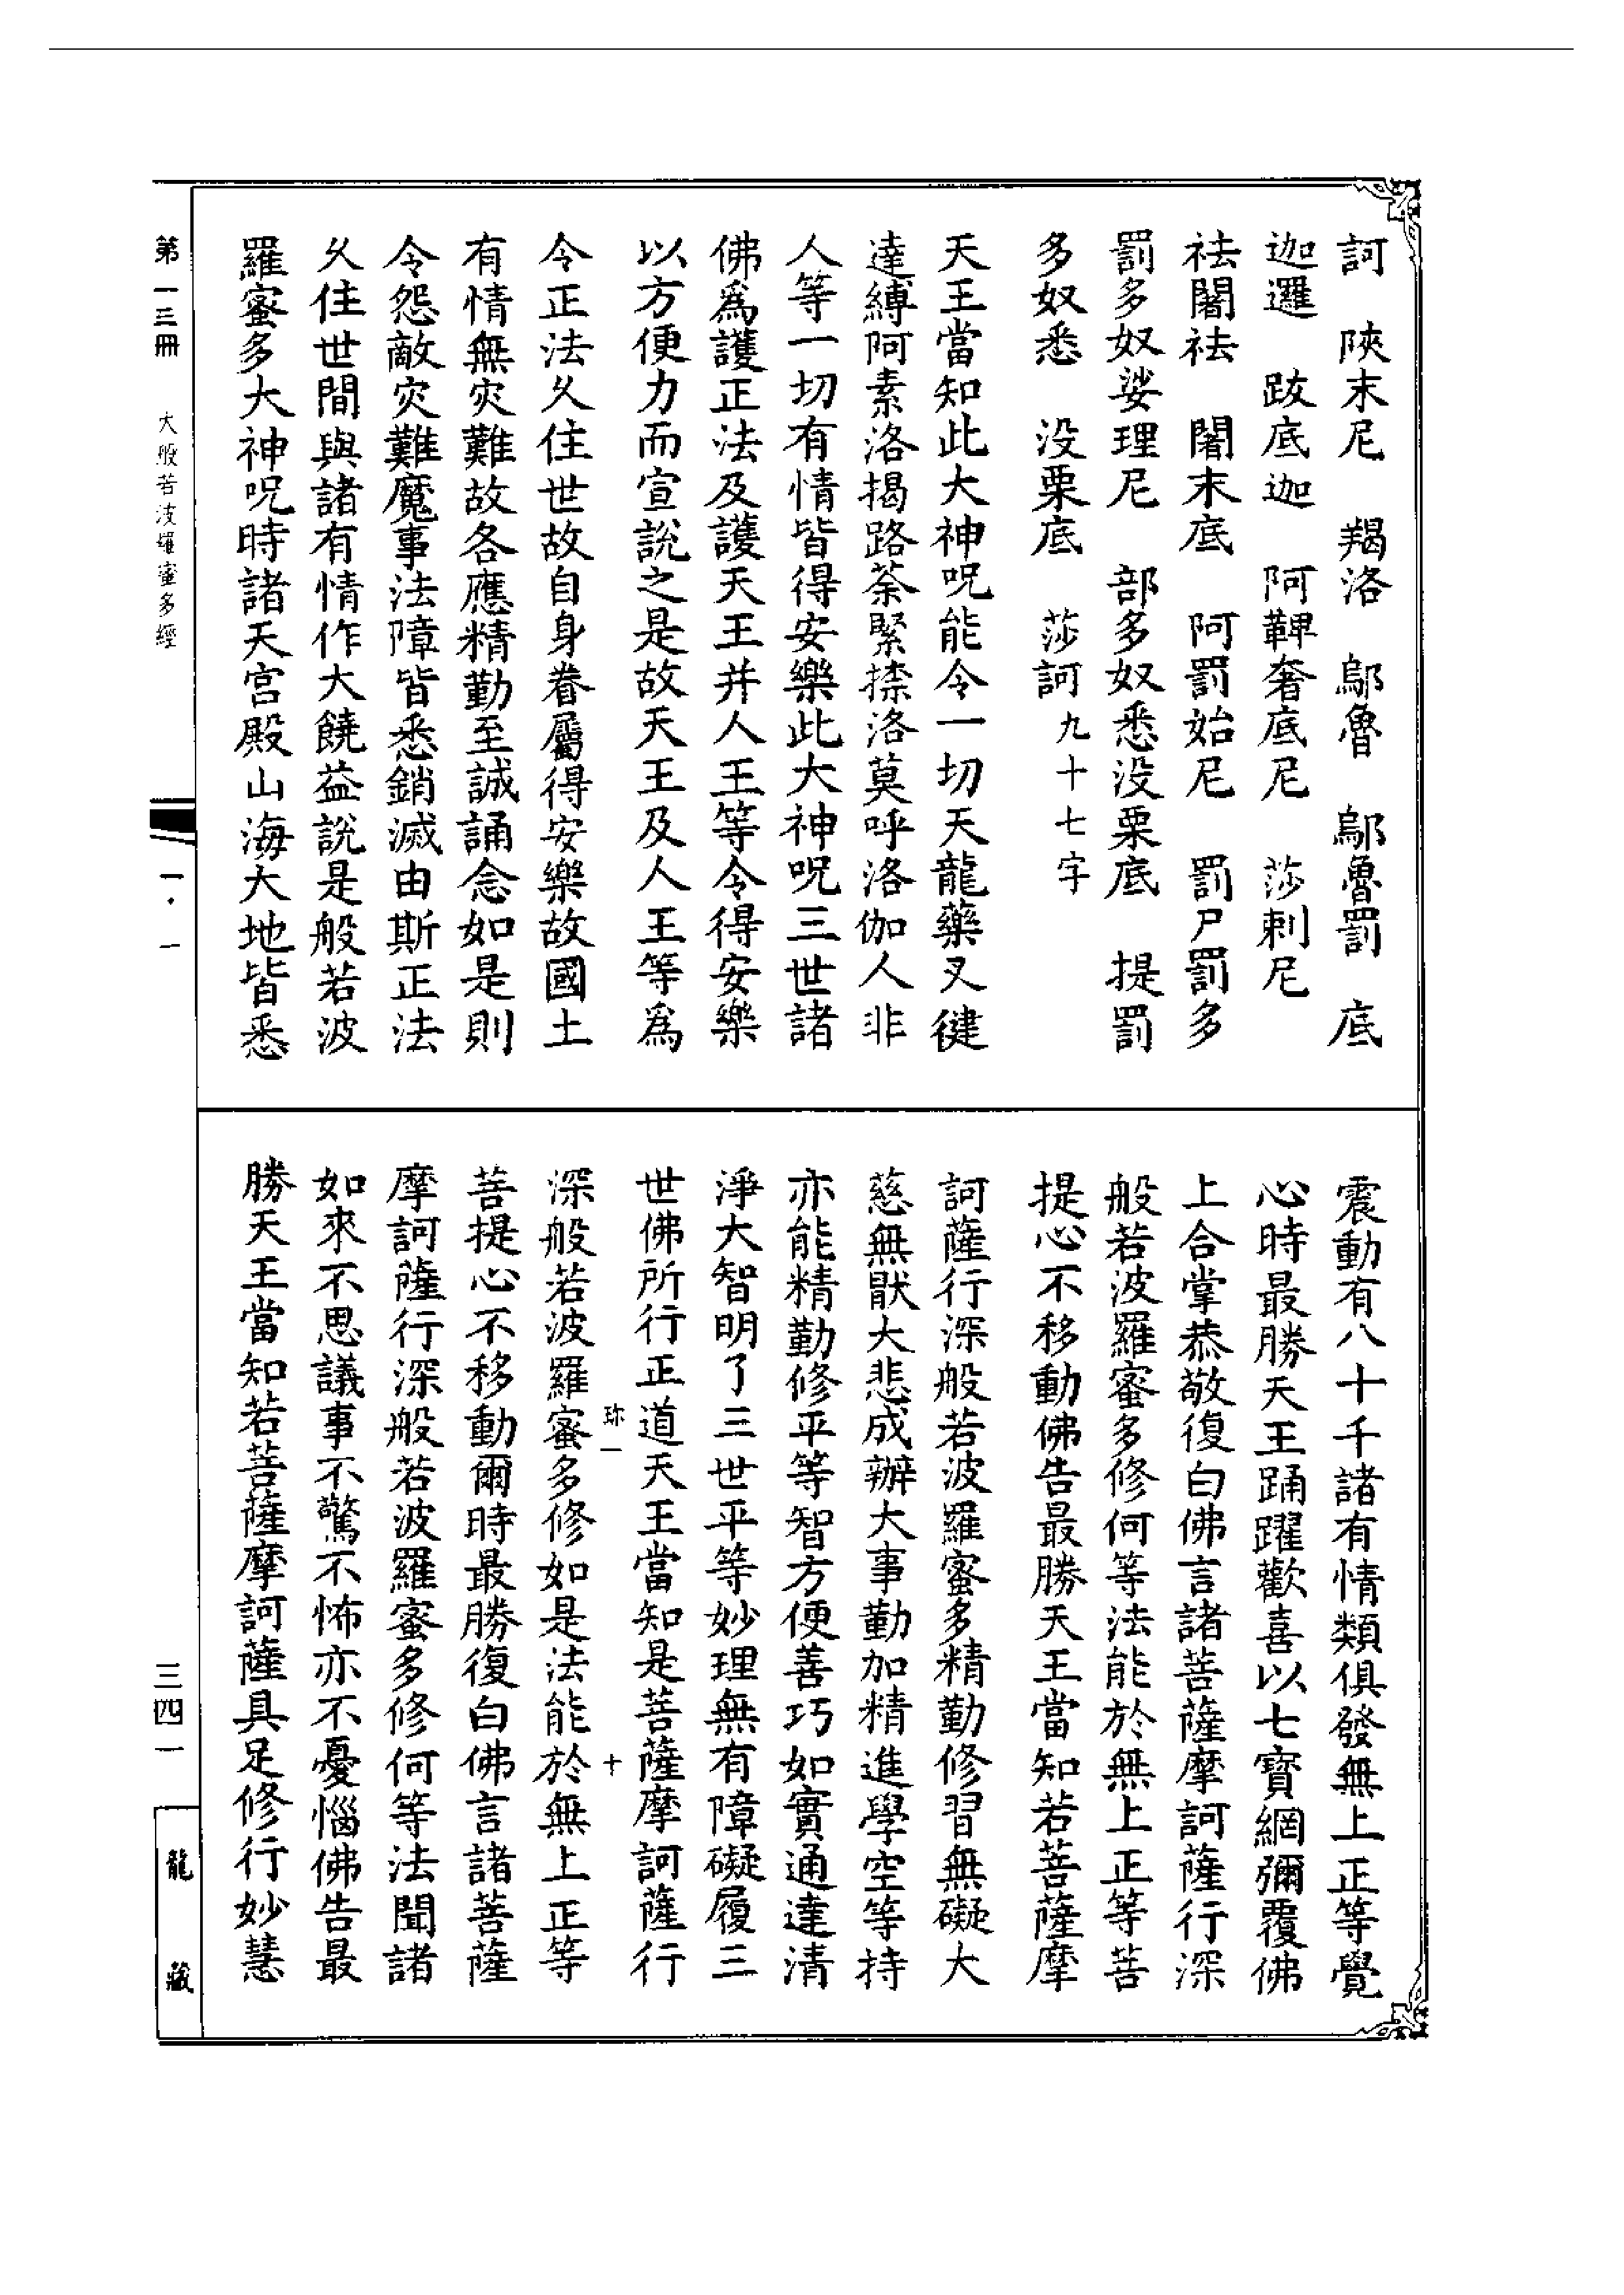 訶　陝末尼　羯洛　鄔魯　鄔魯罰　底
迦邏　跋底迦　阿鞞奢底尼　莎剌尼
袪闍袪　闍末底　阿罰始尼　罰尸罰多
罰多奴娑理尼　部多奴悉没栗底　提罰
多奴悉　没栗底　莎訶九十七字
天王當知此大神呪能令一切天龍藥叉健
達縛阿素洛揭路荼緊捺洛莫呼洛伽人非
人等一切有情皆得安樂此大神呪三世諸
佛爲護正法及護天王并人王等令得安樂
以方便力而宣說之是故天王及人王等爲
令正法久住世故自身眷屬得安樂故國土
有情無灾難故各應精勤至誠誦念如是則
令怨敵灾難魔事法障皆悉銷滅由斯正法
久住世間與諸有情作大饒益說是般若波
羅蜜多大神呪時諸天宮殿山海大地皆悉
震動有八十千諸有情類俱發無上正等覺
心時最勝天王踊躍歡喜以七寶網彌覆佛
上合掌恭敬復白佛言諸菩薩摩訶薩行深
般若波羅蜜多修何等法能於無上正等菩
提心不移動佛告最勝天王當知若菩薩摩
訶薩行深般若波羅蜜多精勤修習無礙大
慈無猒大悲成辦大事勤加精進學空等持
亦能精勤修平等智方便善巧如實通達清
淨大智明了三世平等妙理無有障礙履三
世佛所行正道天王當知是菩薩摩訶薩行
珎一　十
深般若波羅蜜多修如是法能於無上正等
菩提心不移動爾時最勝復白佛言諸菩薩
摩訶薩行深般若波羅蜜多修何等法聞諸
如來不思議事不驚不怖亦不憂惱佛告最
勝天王當知若菩薩摩訶薩具足修行妙慧
第一三冊　大般若波羅蜜多經
三四一
龍藏